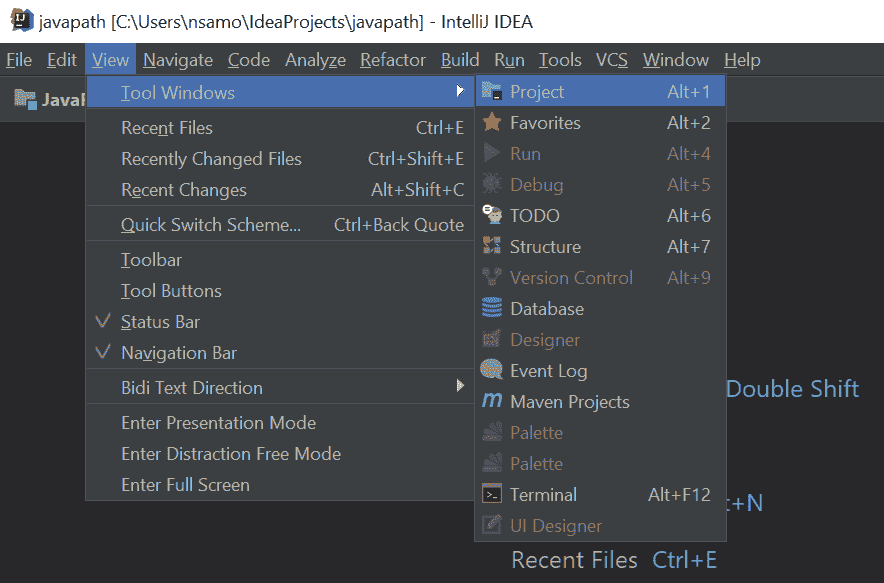 javapath [C:\Users\nsamo\IdeaProjects\javapath] - IntelliJ IDEA
File Edit View Navigate Code Analyze Refactor Build Run Tools VCS Window Help
Tool Windows
Recent Files Ctrl+E
Recently Changed Files Ctrl+Shift+E
Recent Changes Alt+Shift+C
Quick Switch Scheme... Ctrl+Back Quote
Toolbar
Tool Buttons
Status Bar
Navigation Bar
Bidi Text Direction
Enter Presentation Mode
Enter Distraction Free Mode
Enter Full Screen
Project Alt+1
Favorites Alt+2
Run Alt+4
Debug Alt+5
TODO Alt+6
Structure Alt+7
Version Control Alt+9
Database
Designer
Event Log
Maven Projects
Palette
Palette
Terminal Alt+F12
UI Designer
Double Shift
+N
Recent Files Ctrl+E